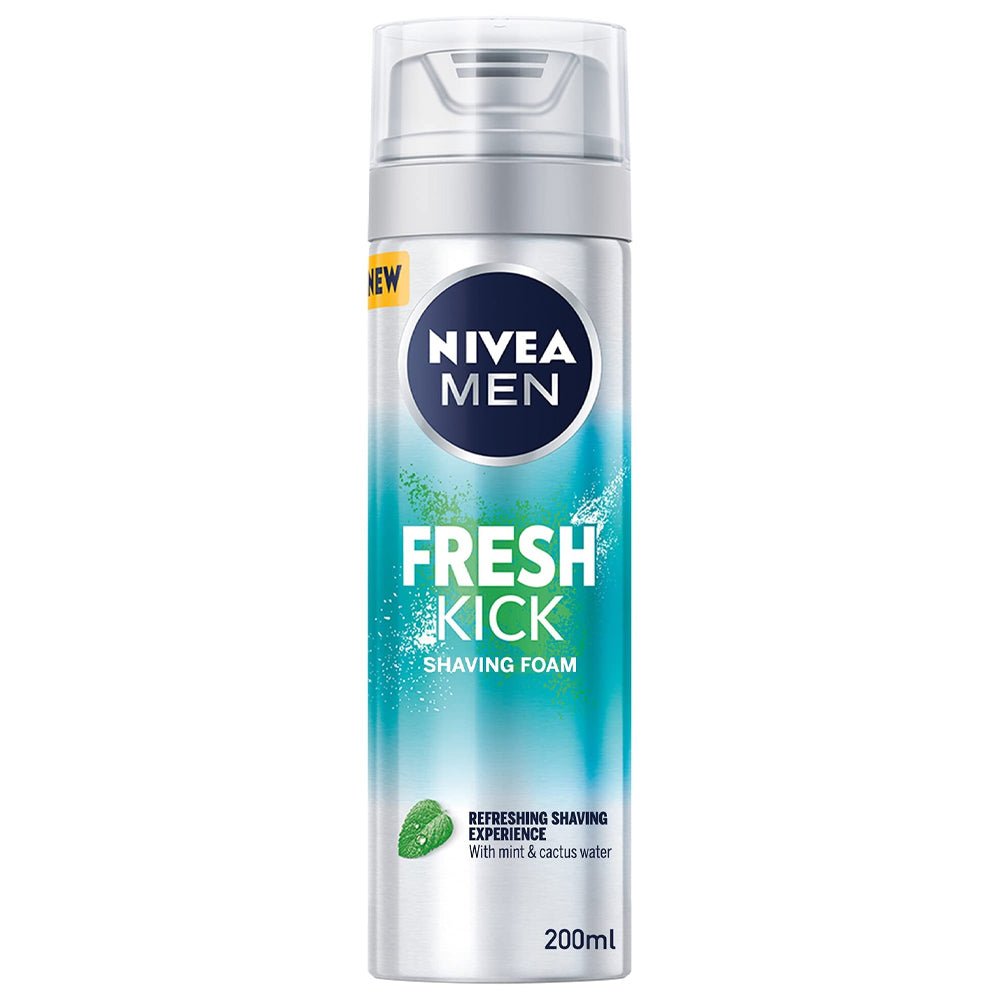 NEW
NIVEA
MEN
FRESH
KICK
SHAVING FOAM
REFRESHING SHAVING
EXPERIENCE
With mint & cactus water
200ml